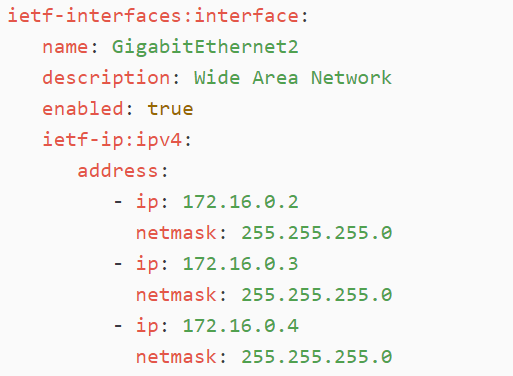 ietf-interfaces:interface:
   name: GigabitEthernet2
   description: Wide Area Network
   enabled: true
   ietf-ip:ipv4:
      address:
         - ip: 172.16.0.2
           netmask: 255.255.255.0
         - ip: 172.16.0.3
           netmask: 255.255.255.0
         - ip: 172.16.0.4
           netmask: 255.255.255.0